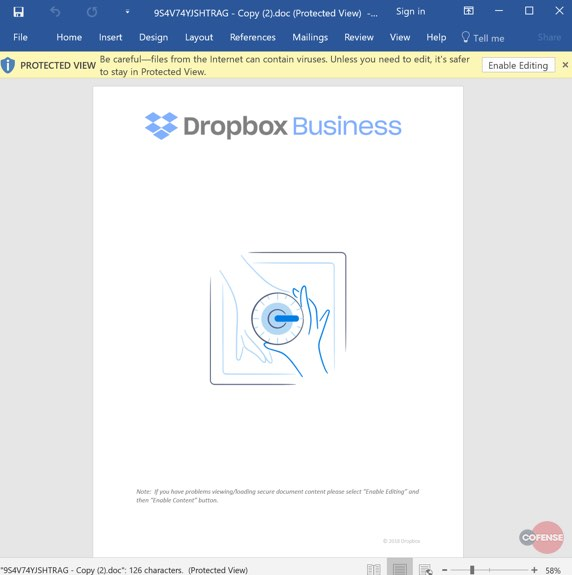 9S4V74YJSHTRAG - Copy (2).doc (Protected View) -... Sign in
File Home Insert Design Layout References Mailings Review View Help Tell me Share
PROTECTED VIEW Be careful—files from the Internet can contain viruses. Unless you need to edit, it's safer
to stay in Protected View.
Enable Editing
Dropbox Business
Note: If you have problems viewing/loading secure document content please select "Enable Editing" and
then "Enable Content" button.
© 2016 Dropbox
COFENSE
"9S4V74YJSHTRAG - Copy (2).doc": 126 characters. (Protected View) 58%